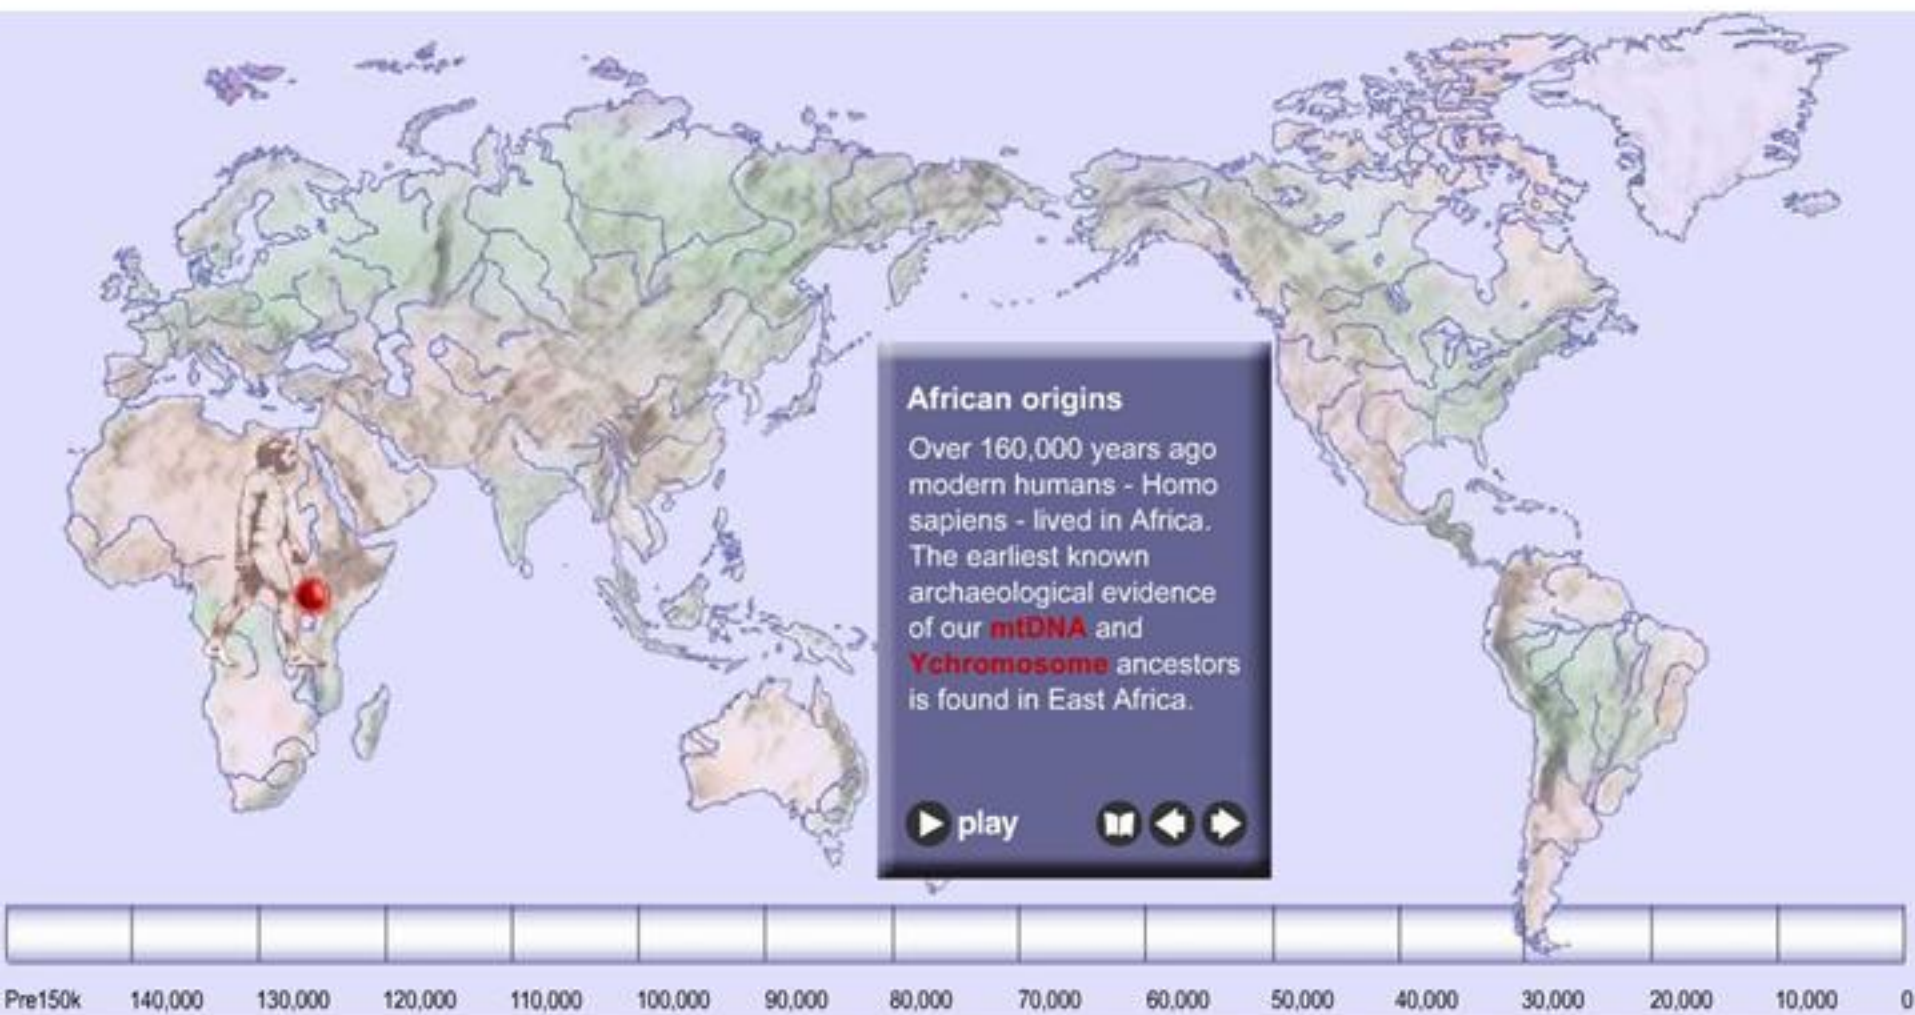 African origins
Over 160,000 years ago
modern humans - Homo
sapiens - lived in Africa.
The earliest known
archaeological evidence
of our mtDNA and
Ychromosome ancestors
is found in East Africa.
play
Pre150k 140,000 130,000 120,000 110,000 100,000 90,000 80,000 70,000 60,000 50,000 40,000 30,000 20,000 10,000 0